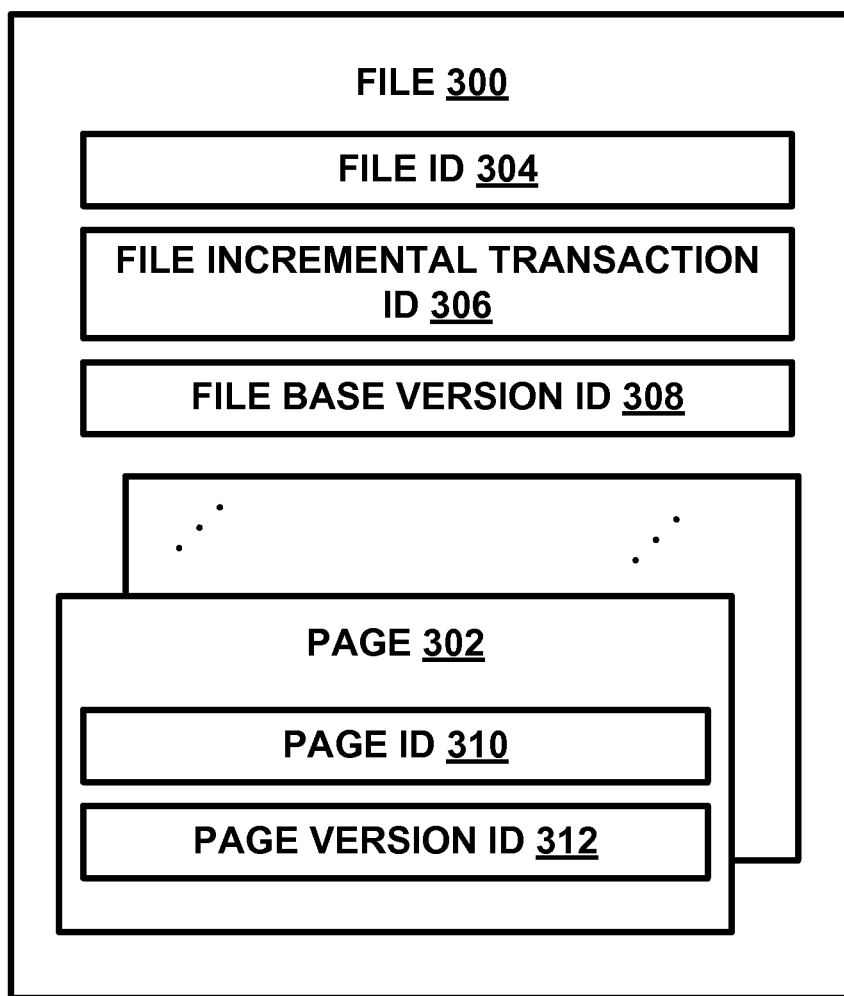 FILE 300
FILE ID 304
FILE INCREMENTAL TRANSACTION
ID 306
FILE BASE VERSION ID 308
PAGE 302
PAGE ID 310
PAGE VERSION ID 312